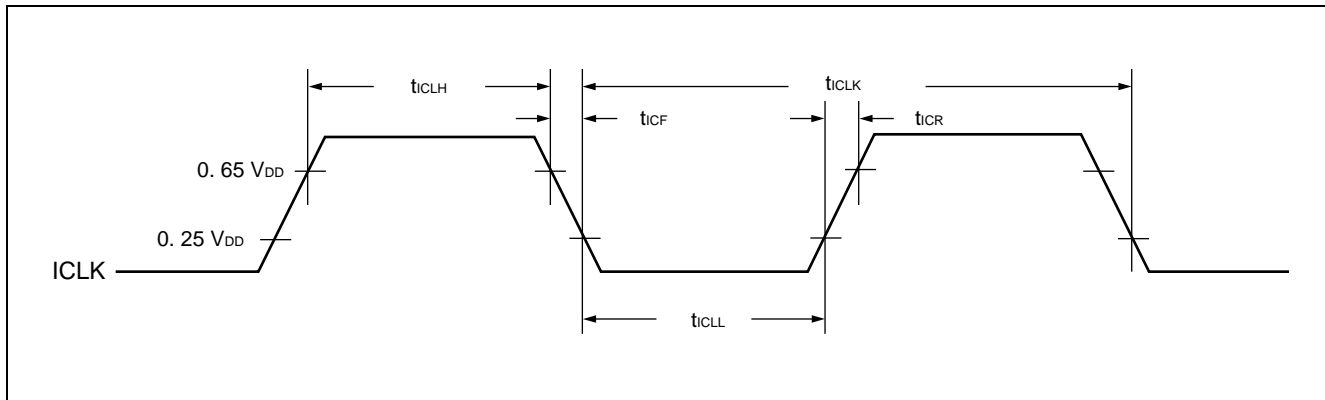 tICLH
tICLK
tICF
tICR
0. 65 VDD
0. 25 VDD
ICLK
tICLL